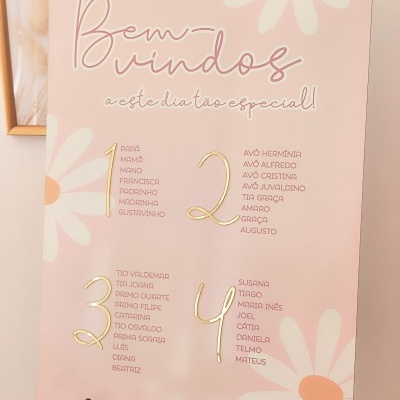 Bem-
vindos
a este dia tão especial!
1
PAPÁ
MAMÃ
MANO
FRANCISCA
PADRINHO
MADRINHA
GUSTAVINHO
2
AVÓ HERMÍNIA
AVÔ ALFREDO
AVÓ CRISTINA
AVÔ JUVALDINO
TIA GRAÇA
AMARO
GRAÇA
AUGUSTO
3
TIO VALDEMAR
TIA JOANA
PRIMO DUARTE
PRIMO FILIPE
CATARINA
TIO OSVALDO
PRIMA SORAIA
LUÍS
DIANA
BEATRIZ
4
SUSANA
TIAGO
MARIA INÊS
JOEL
CÁTIA
DANIELA
TELMO
MATEUS